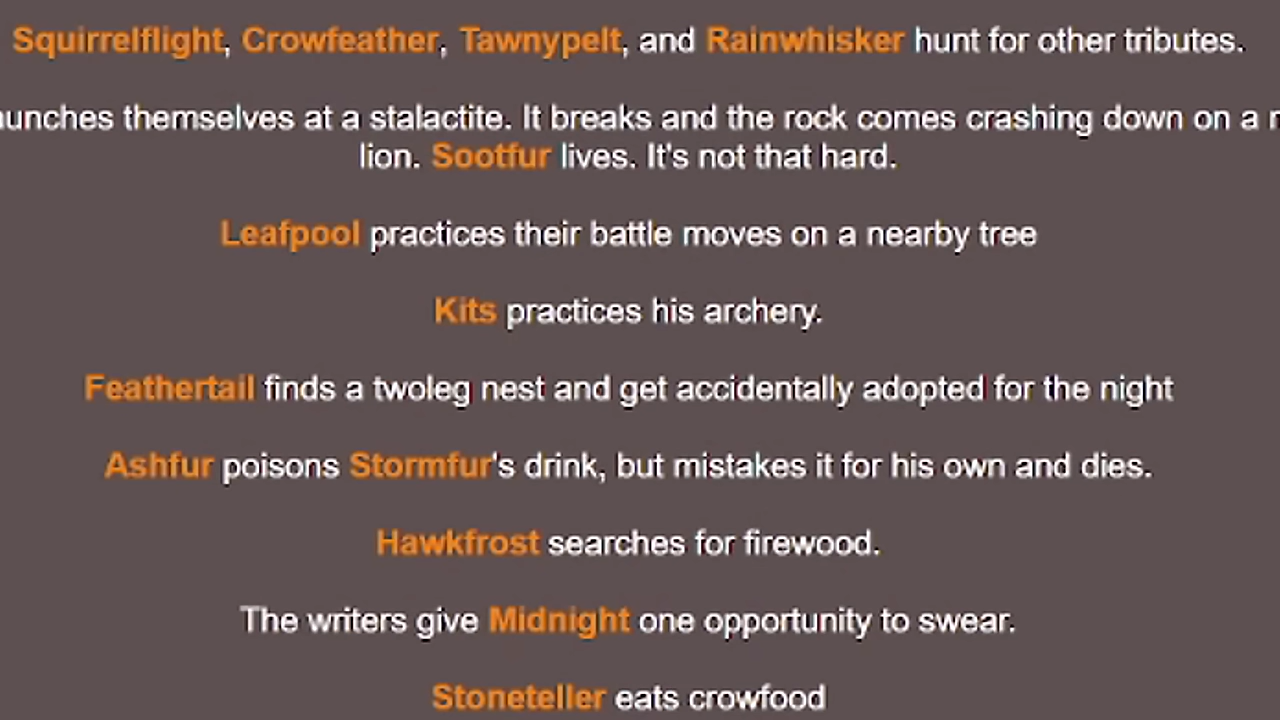 Squirrelflight, Crowfeather, Tawnypelt, and Rainwhisker hunt for other tributes.
themselves at a stalactite. It breaks and the rock comes crashing down on a
lion. Sootfur lives. It's not that hard.
Leafpool practices their battle moves on a nearby tree
Kits practices his archery.
Feathertail finds a twoleg nest and get accidentally adopted for the night
Ashfur poisons Stormfur's drink, but mistakes it for his own and dies.
Hawkfrost searches for firewood.
The writers give Midnight one opportunity to swear.
Stoneteller eats crowfood